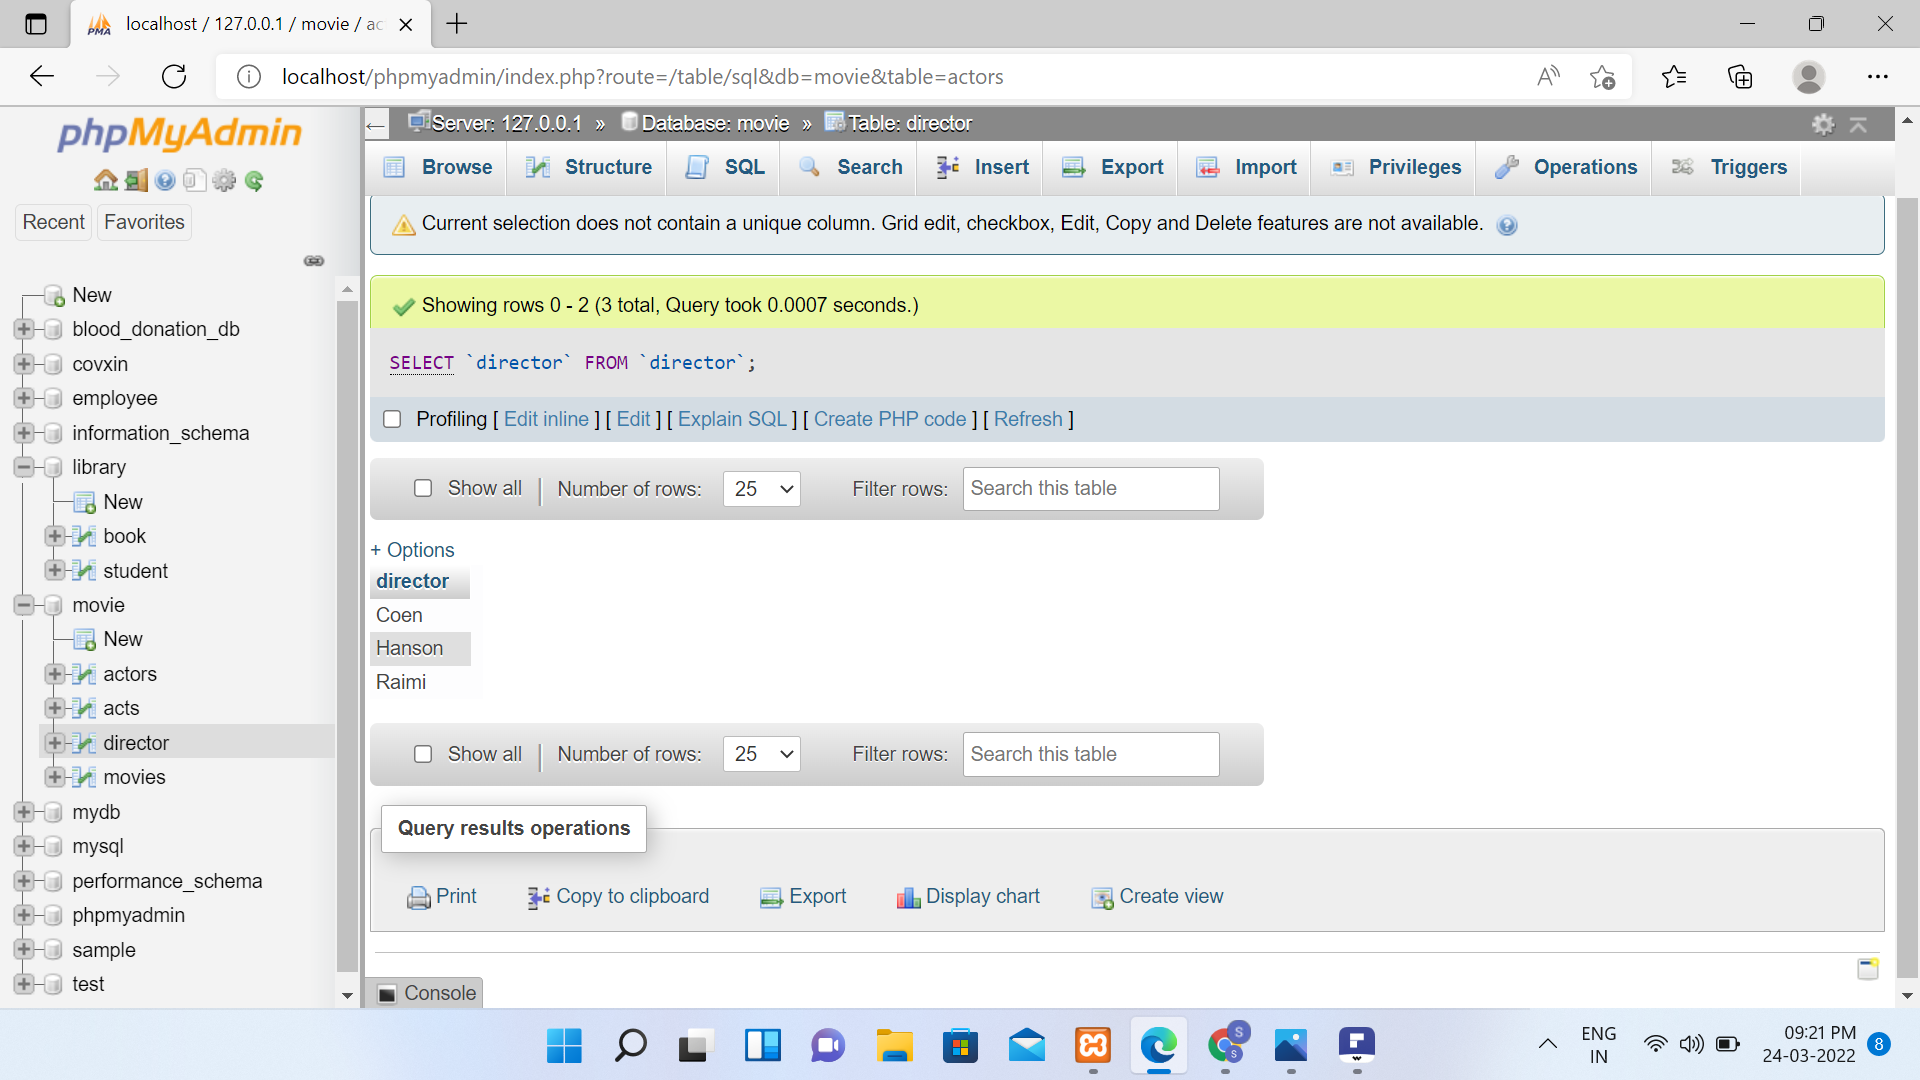 localhost / 127.0.0.1 / movie / ac
localhost/phpmyadmin/index.php?route=/table/sql&db=movie&table=actors
phpMyAdmin
Recent
Favorites
New
blood_donation_db
covxin
employee
information_schema
library
New
book
student
movie
New
actors
acts
director
movies
mydb
mysql
performance_schema
phpmyadmin
sample
test
Server: 127.0.0.1 » Database: movie » Table: director
Browse Structure SQL Search Insert Export Import Privileges Operations Triggers
Current selection does not contain a unique column. Grid edit, checkbox, Edit, Copy and Delete features are not available.
Showing rows 0 - 2 (3 total, Query took 0.0007 seconds.)
SELECT `director` FROM `director`;
Profiling [ Edit inline ] [ Edit ] [ Explain SQL ] [ Create PHP code ] [ Refresh ]
Show all | Number of rows: 25 Filter rows: Search this table
+ Options
director
Coen
Hanson
Raimi
Show all | Number of rows: 25 Filter rows: Search this table
Query results operations
Print Copy to clipboard Export Display chart Create view
Console
ENG
IN
09:21 PM
24-03-2022
8